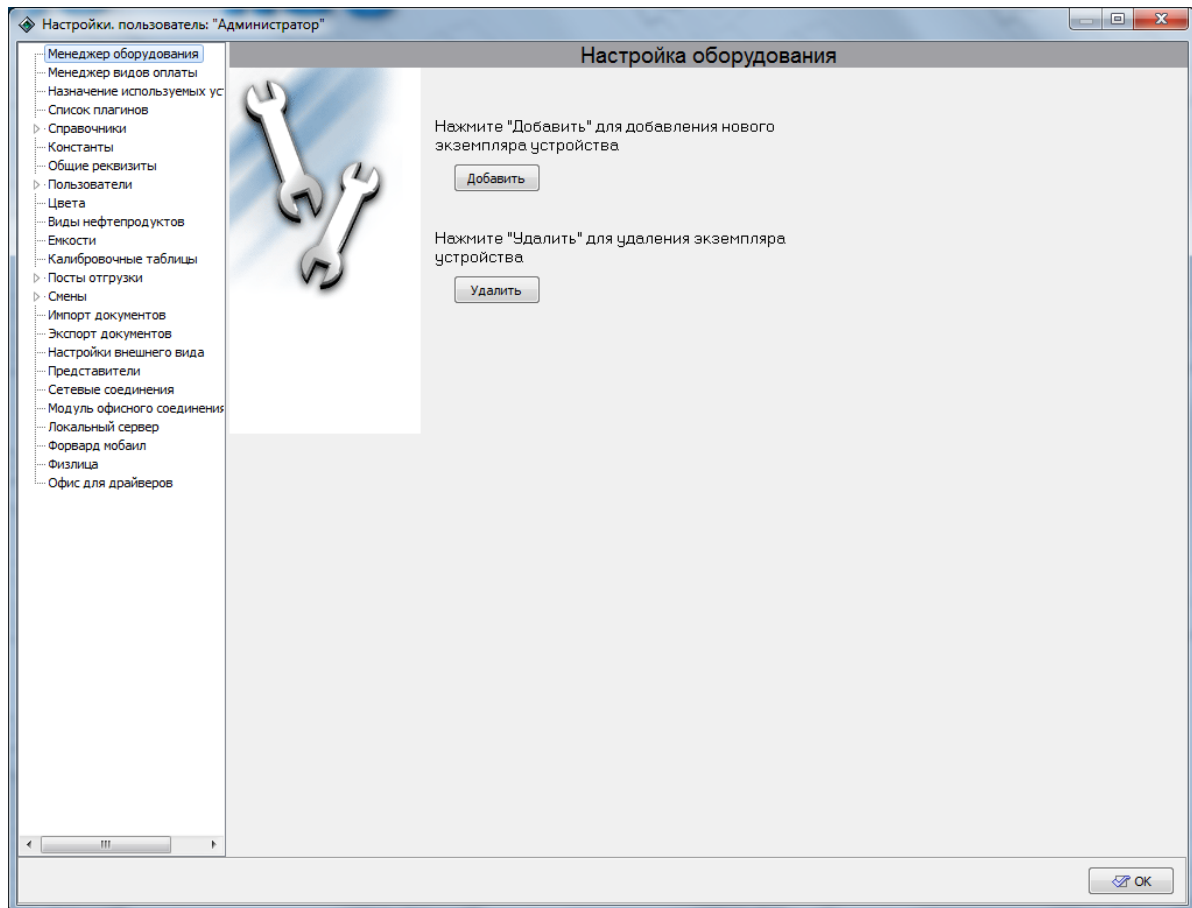 Настройки. пользователь: "Администратор"
Менеджер оборудования
Менеджер видов оплаты
Назначение используемых ус
Список плагинов
Справочники
Константы
Общие реквизиты
Пользователи
Цвета
Виды нефтепродуктов
Емкости
Калибровочные таблицы
Посты отгрузки
Смены
Импорт документов
Экспорт документов
Настройки внешнего вида
Представители
Сетевые соединения
Модуль офисного соединения
Локальный сервер
Форвард мобаил
Физлица
Офис для драйверов
Настройка оборудования
Нажмите "Добавить" для добавления нового
экземпляра устройства
Добавить
Нажмите "Удалить" для удаления экземпляра
устройства
Удалить
OK